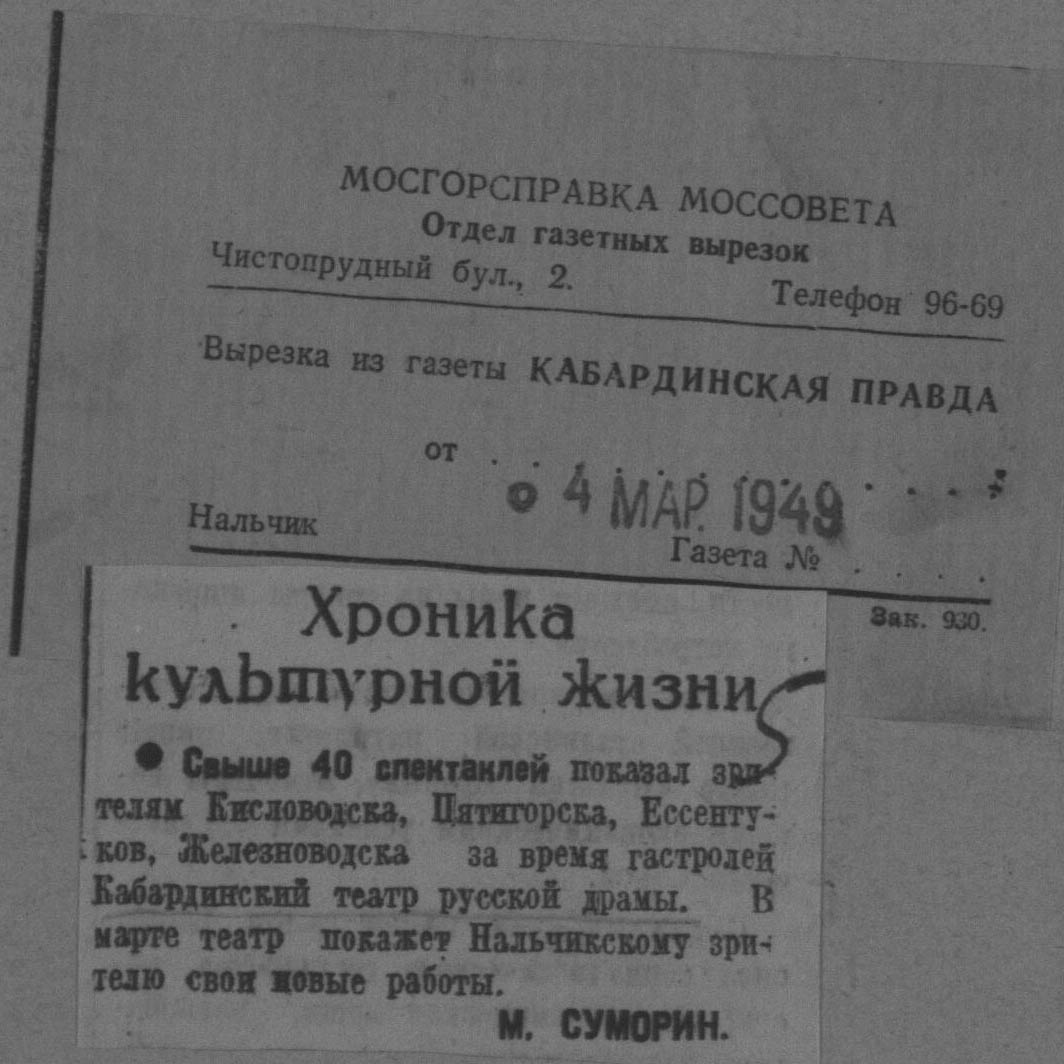 МОСГОРСПРАВКА МОССОВЕТА
Отдел газетных вырезок
Чистопрудный бул., 2. Телефон 96-69
Вырезка из газеты КАБАРДИНСКАЯ ПРАВДА
от . . . . . . . . . .
0 4 МАР. 1949
Нальчик Газета № . . . .
Зак. 930.
Хроника
культурной жизни
● Свыше 40 спектаклей показал зри-
телям Кисловодска, Пятигорска, Ессенту-
ков, Железноводска за время гастролей
Кабардинский театр русской драмы. В
марте театр покажет Нальчикскому зри-
телю свои новые работы.
М. СУМОРИН.